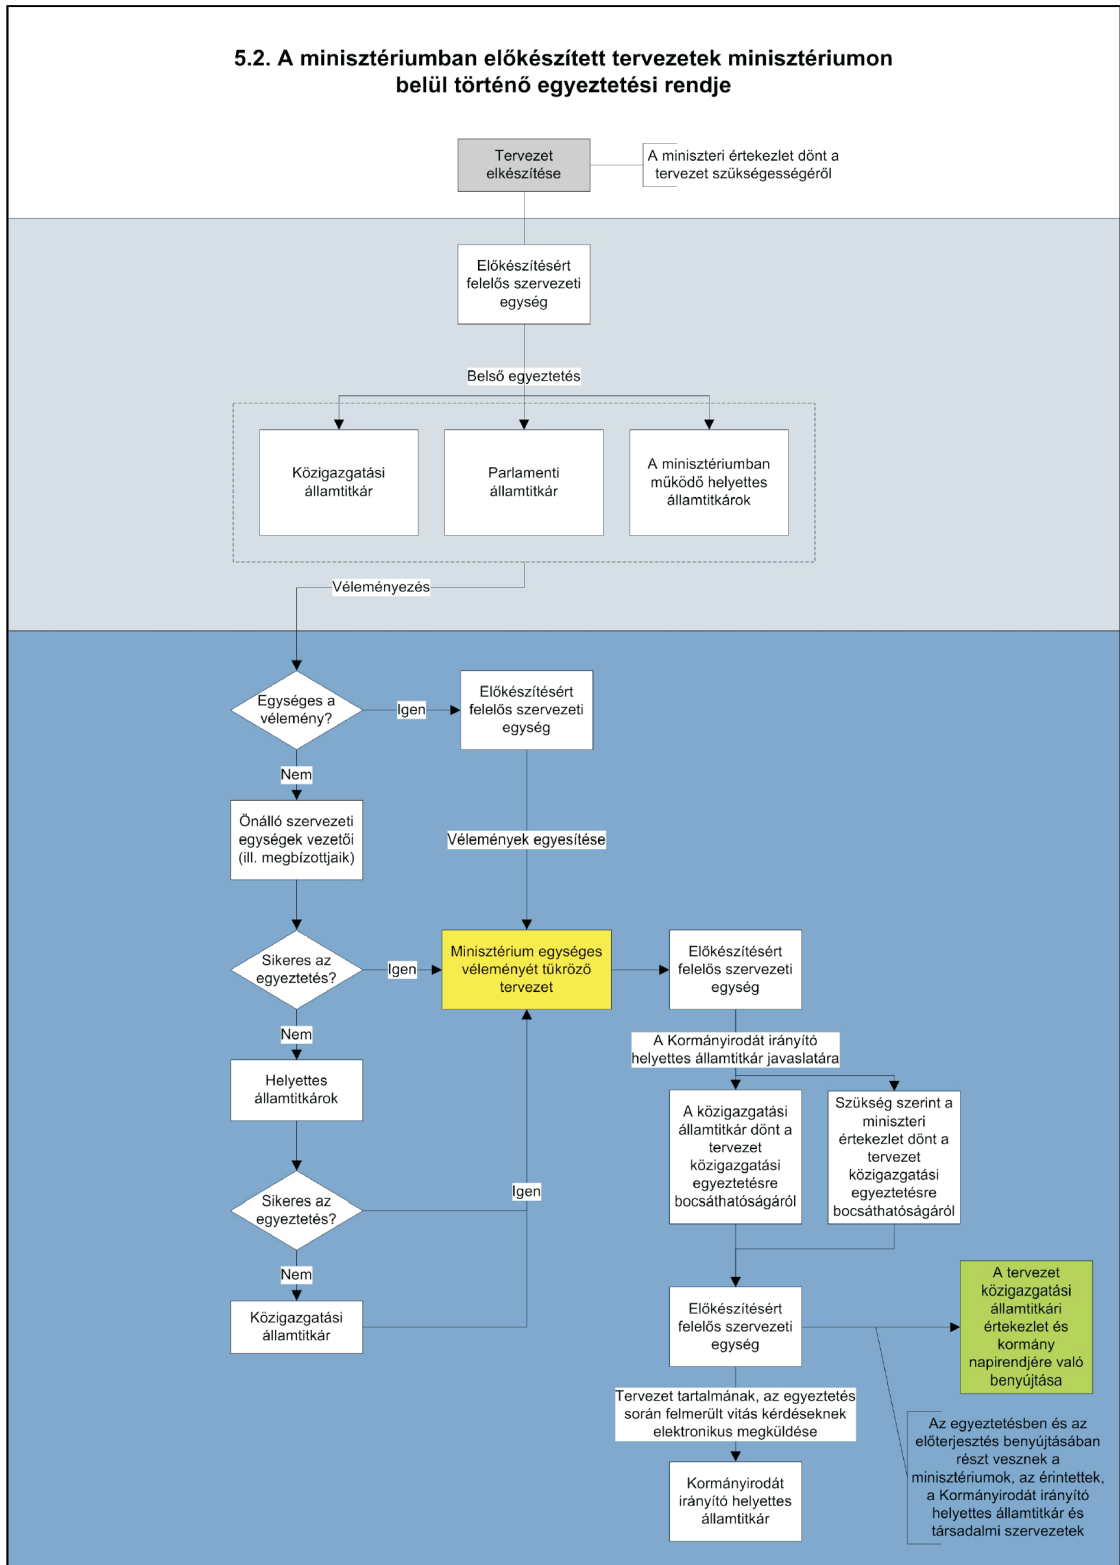 5.2. A minisztériumban előkészített tervezetek minisztériumon
belül történő egyeztetési rendje
Tervezet
elkészítése
A miniszteri értekezlet dönt a
tervezet szükségességéről
Előkészítésért
felelős szervezeti
egység
Belső egyeztetés
Közigazgatási
államtitkár
Parlamenti
államtitkár
A minisztériumban
működő helyettes
államtitkárok
Véleményezés
Egységes a
vélemény?
Igen
Előkészítésért
felelős szervezeti
egység
Nem
Önálló szervezeti
egységek vezetői
(ill. megbízottjaik)
Vélemények egyesítése
Sikeres az
egyeztetés?
Igen
Minisztérium egységes
véleményét tükröző
tervezet
Előkészítésért
felelős szervezeti
egység
Nem
A Kormányirodát irányító
helyettes államtitkár javaslatára
Helyettes
államtitkárok
A közigazgatási
államtitkár dönt a
tervezet
közigazgatási
egyeztetésre
bocsáthatóságáról
Szükség szerint a
miniszteri
értekezlet dönt a
tervezet
közigazgatási
egyeztetésre
bocsáthatóságáról
Sikeres az
egyeztetés?
Igen
Nem
Közigazgatási
államtitkár
Előkészítésért
felelős szervezeti
egység
A tervezet
közigazgatási
államtitkári
értekezlet és
kormány
napirendjére való
benyújtása
Tervezet tartalmának, az egyeztetés
során felmerült vitás kérdéseknek
elektronikus megküldése
Kormányirodát
irányító helyettes
államtitkár
Az egyeztetésben és az
előterjesztés benyújtásában
részt vesznek a
minisztériumok, az érintettek,
a Kormányirodát irányító
helyettes államtitkár és
társadalmi szervezetek